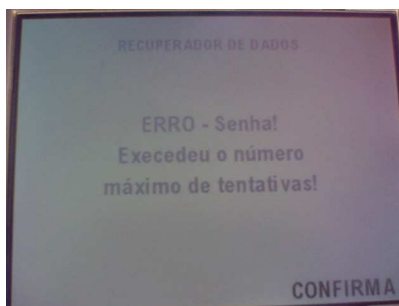 RECUPERADOR DE DADOS
ERRO - Senha!
Execedeu o número
máximo de tentativas!
CONFIRMA